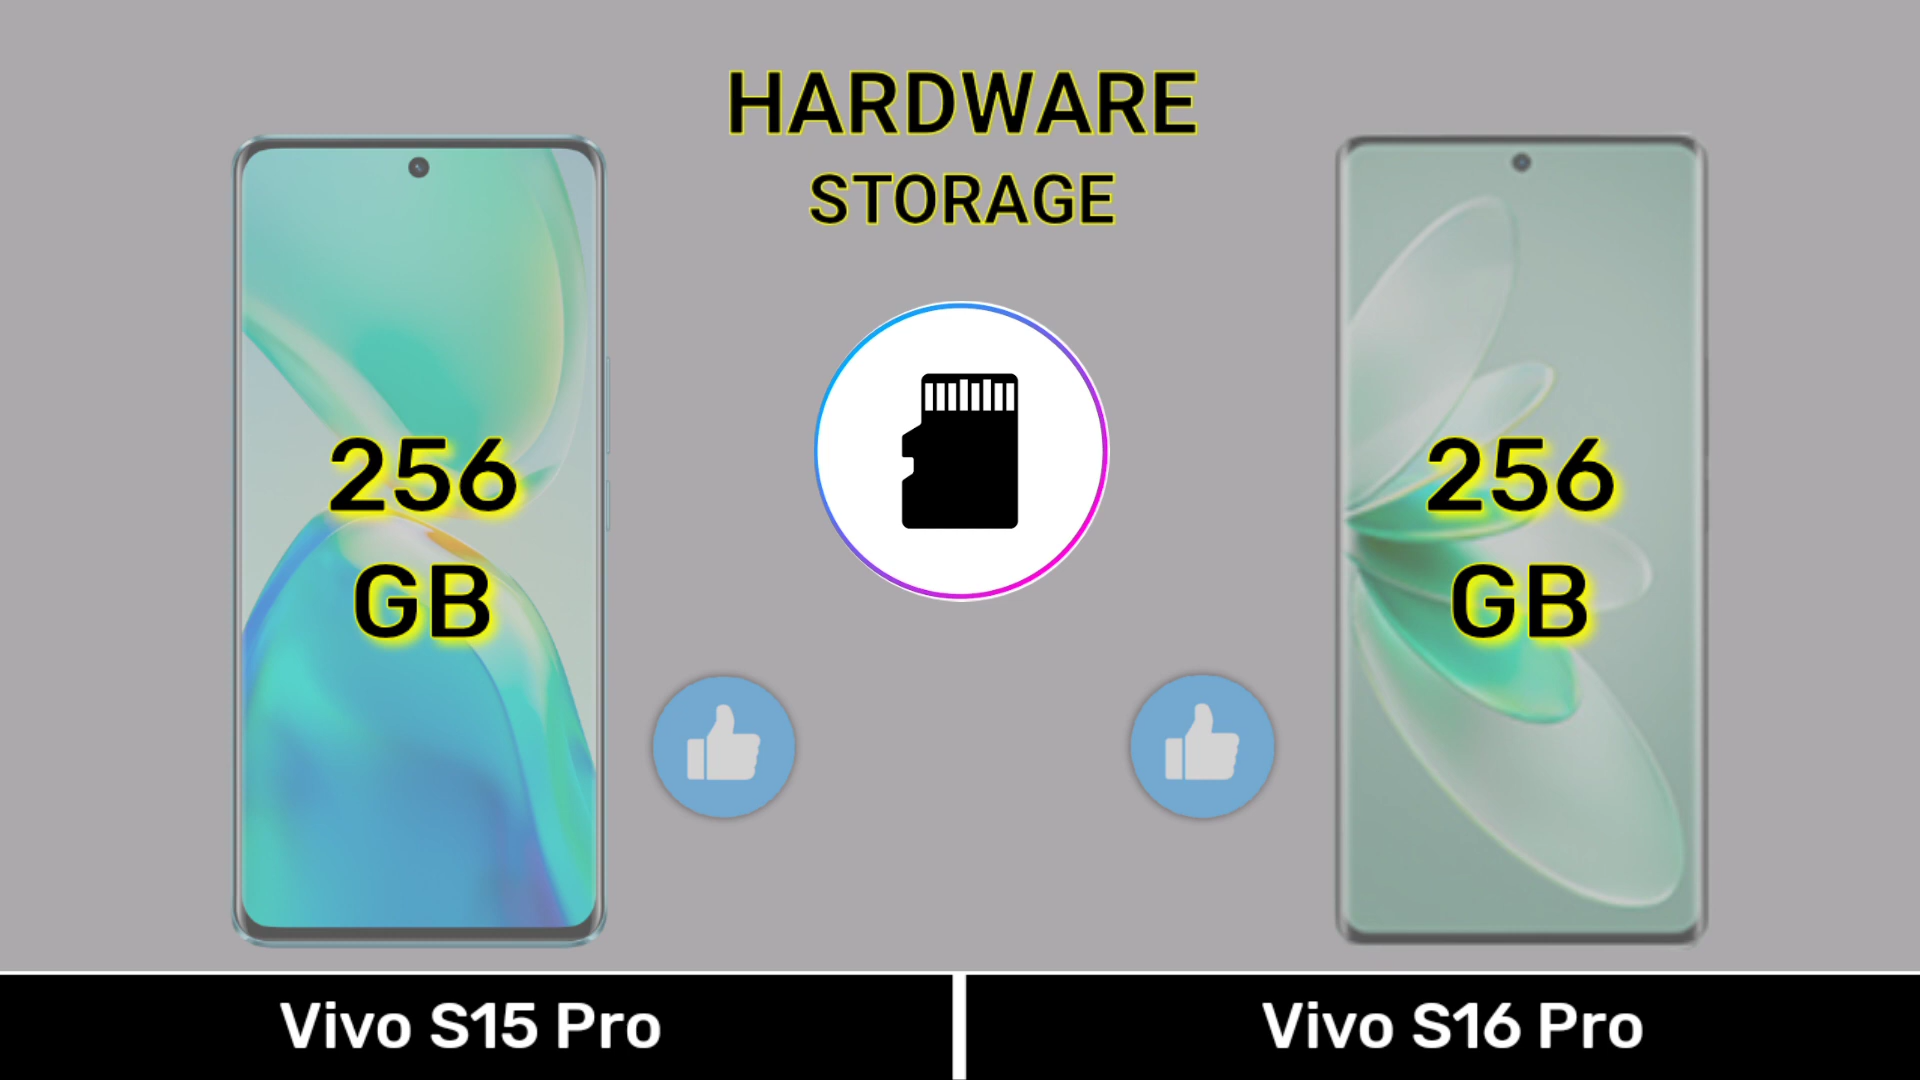 HARDWARE
STORAGE
256
GB
256
GB
Vivo S15 Pro
Vivo S16 Pro